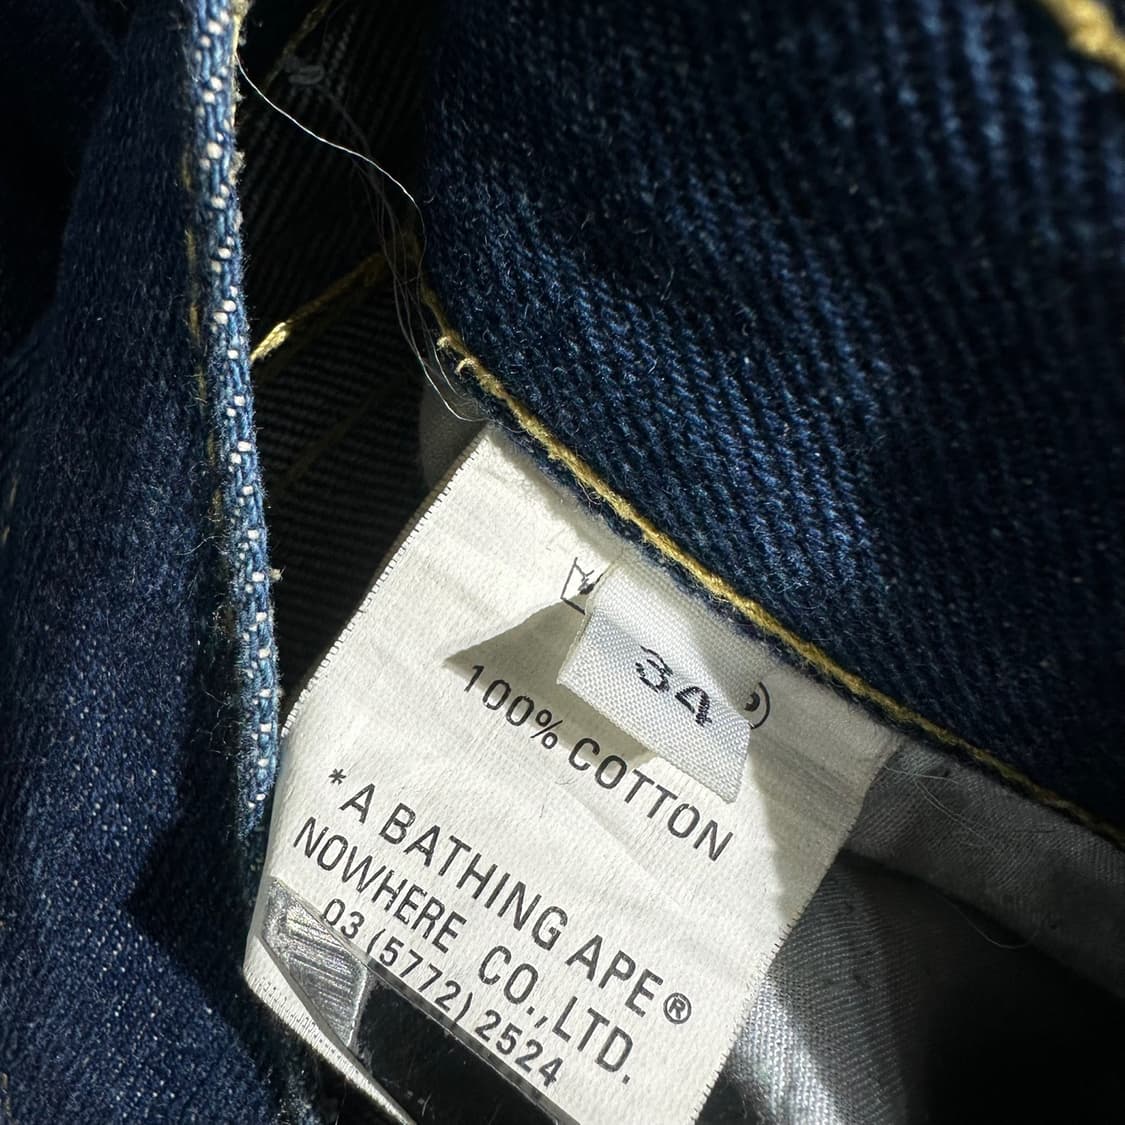 34
100% COTTON
*A BATHING APE®
NOWHERE CO.,LTD.
03 (5772) 2524